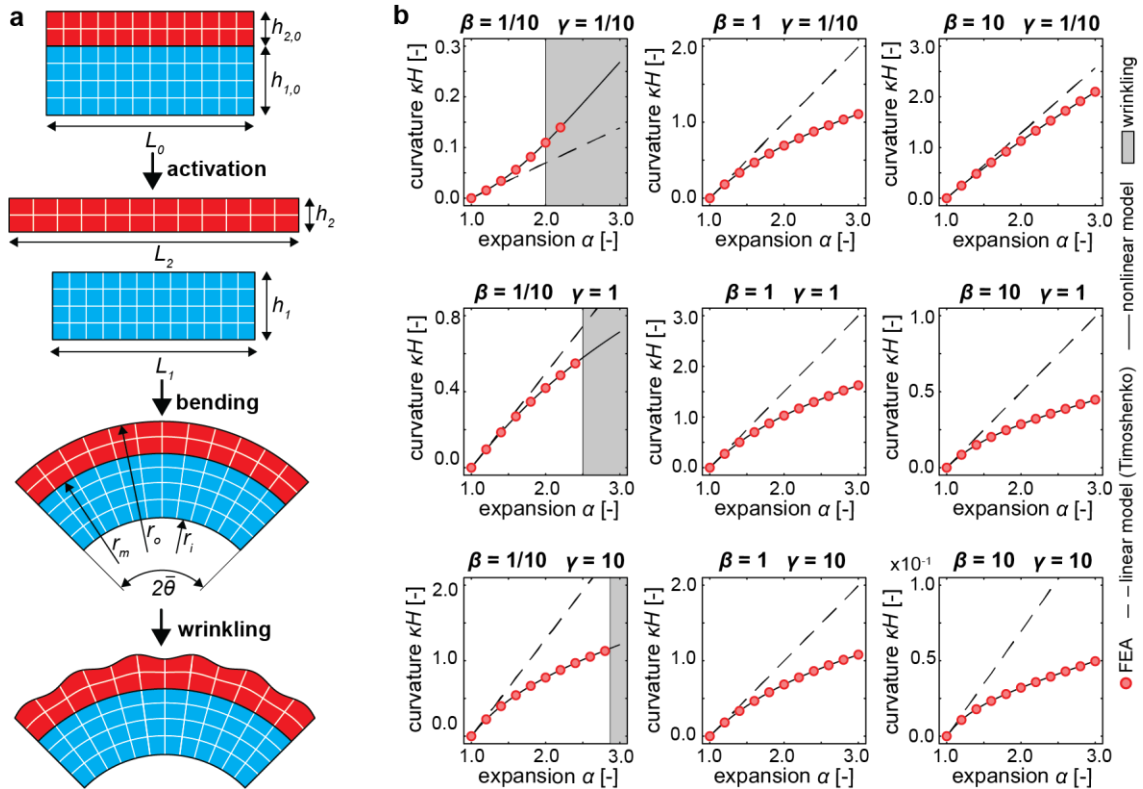 a
h2,0
h1,0
L0
activation
h2
L2
h1
L1
bending
rm
ro
ri
2θ̄
wrinkling
b
β = 1/10 γ = 1/10
curvature κH [-]
0.3
0.2
0.1
0.0
1.0 2.0 3.0
expansion α [-]
β = 1 γ = 1/10
curvature κH [-]
2.0
1.0
0.0
1.0 2.0 3.0
expansion α [-]
β = 10 γ = 1/10
curvature κH [-]
3.0
2.0
1.0
0.0
1.0 2.0 3.0
expansion α [-]
β = 1/10 γ = 1
curvature κH [-]
0.8
0.4
0.0
1.0 2.0 3.0
expansion α [-]
β = 1 γ = 1
curvature κH [-]
3.0
2.0
1.0
0.0
1.0 2.0 3.0
expansion α [-]
β = 10 γ = 1
curvature κH [-]
1.0
0.5
0.0
1.0 2.0 3.0
expansion α [-]
β = 1/10 γ = 10
curvature κH [-]
2.0
1.0
0.0
1.0 2.0 3.0
expansion α [-]
β = 1 γ = 10
curvature κH [-]
2.0
1.0
0.0
1.0 2.0 3.0
expansion α [-]
β = 10 γ = 10
x10-1
curvature κH [-]
1.0
0.5
0.0
1.0 2.0 3.0
expansion α [-]
FEA linear model (Timoshenko) nonlinear model wrinkling